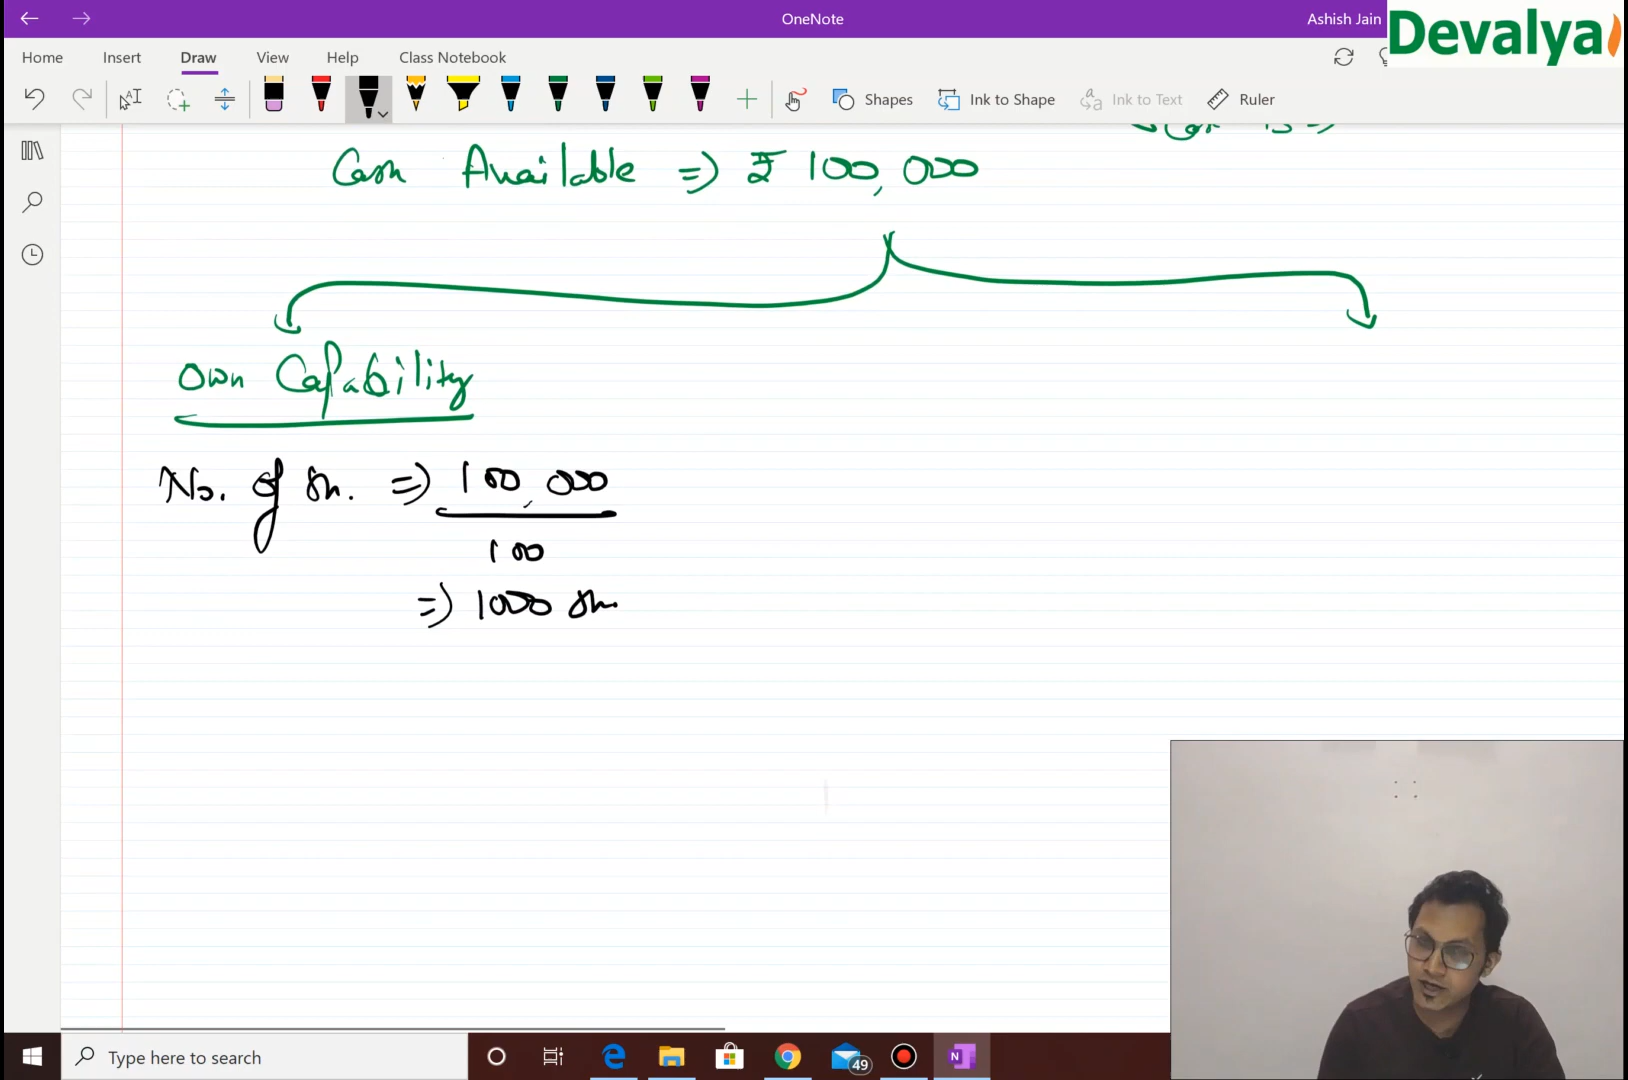 OneNote
Ashish Jain
Devalya
Home Insert Draw View Help Class Notebook
Shapes Ink to Shape Ink to Text Ruler
Cash Available => ₹ 100,000
Own Capability
No. of Sh. => 100,000
100
=> 1000 Sh.
Type here to search
49
N